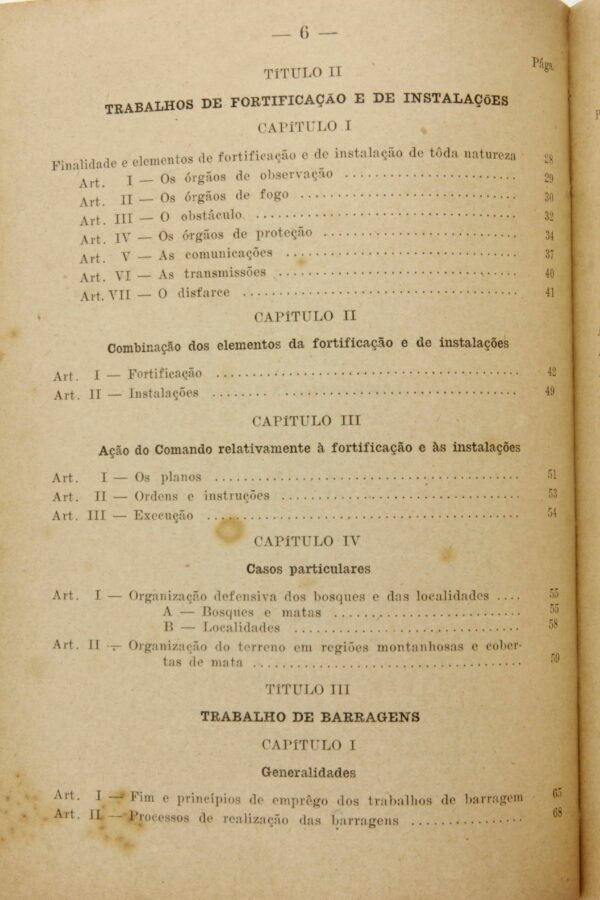 — 6 —
Pága.
TÍTULO II
TRABALHOS DE FORTIFICAÇÃO E DE INSTALAÇÕES
CAPÍTULO I
Finalidade e elementos de fortificação e de instalação de tôda natureza 28
Art. I — Os órgãos de observação ........................ 29
Art. II — Os órgãos de fogo ............................... 30
Art. III — O obstáculo ..................................... 32
Art. IV — Os órgãos de proteção ........................... 34
Art. V — As comunicações ................................ 37
Art. VI — As transmissões ................................. 40
Art. VII — O disfarce ...................................... 41
CAPÍTULO II
Combinação dos elementos da fortificação e de instalações
Art. I — Fortificação ........................................ 42
Art. II — Instalações ........ ................................ 49
CAPÍTULO III
Ação do Comando relativamente à fortificação e às instalações
Art. I — Os planos .......................................... 51
Art. II — Ordens e instruções ................................ 53
Art. III — Execução .......................................... 54
CAPÍTULO IV
Casos particulares
Art. I — Organização defensiva dos bosques e das localidades .... 55
A — Bosques e matas .......................... 55
B — Localidades ................................ 58
Art. II — Organização do terreno em regiões montanhosas e cober-
tas de mata ..................................... 59
TÍTULO III
TRABALHO DE BARRAGENS
CAPÍTULO I
Generalidades
Art. I — Fim e princípios de emprêgo dos trabalhos de barragem 65
Art. II — Processos de realização das barragens ................ 68